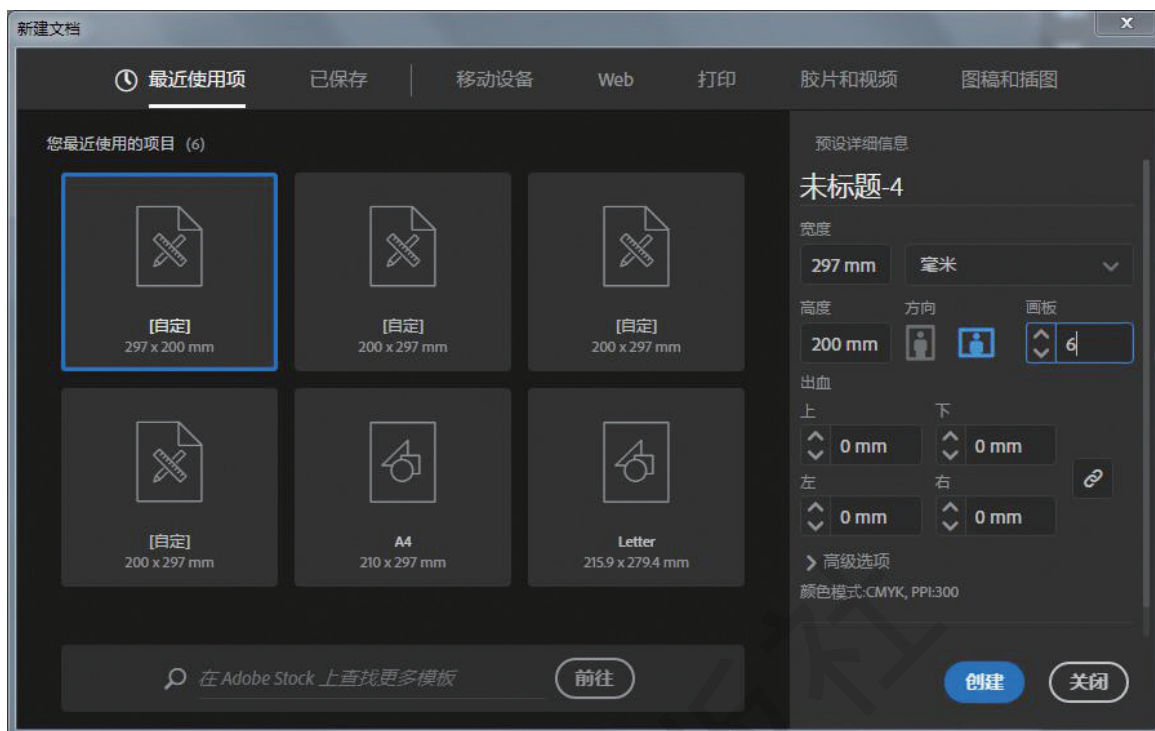 新建文档
x
最近使用项 已保存 移动设备 Web 打印 胶片和视频 图稿和插图
您最近使用的项目 (6)
[自定]
297 x 200 mm
[自定]
200 x 297 mm
[自定]
200 x 297 mm
[自定]
200 x 297 mm
A4
210 x 297 mm
Letter
215.9 x 279.4 mm
在 Adobe Stock 上查找更多模板
前往
预设详细信息
未标题-4
宽度
297 mm 毫米
高度 方向 画板
200 mm 6
出血
上 下
0 mm 0 mm
左 右
0 mm 0 mm
高级选项
颜色模式:CMYK, PPI:300
创建 关闭